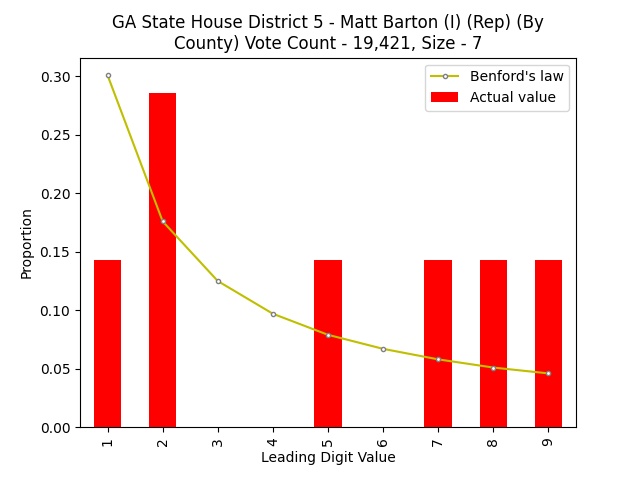 GA State House District 5 - Matt Barton (I) (Rep) (By
County) Vote Count - 19,421, Size - 7
Benford's law
Actual value
0.30
0.25
0.20
0.15
0.10
0.05
0.00
Proportion
1 2 3 4 5 6 7 8 9
Leading Digit Value